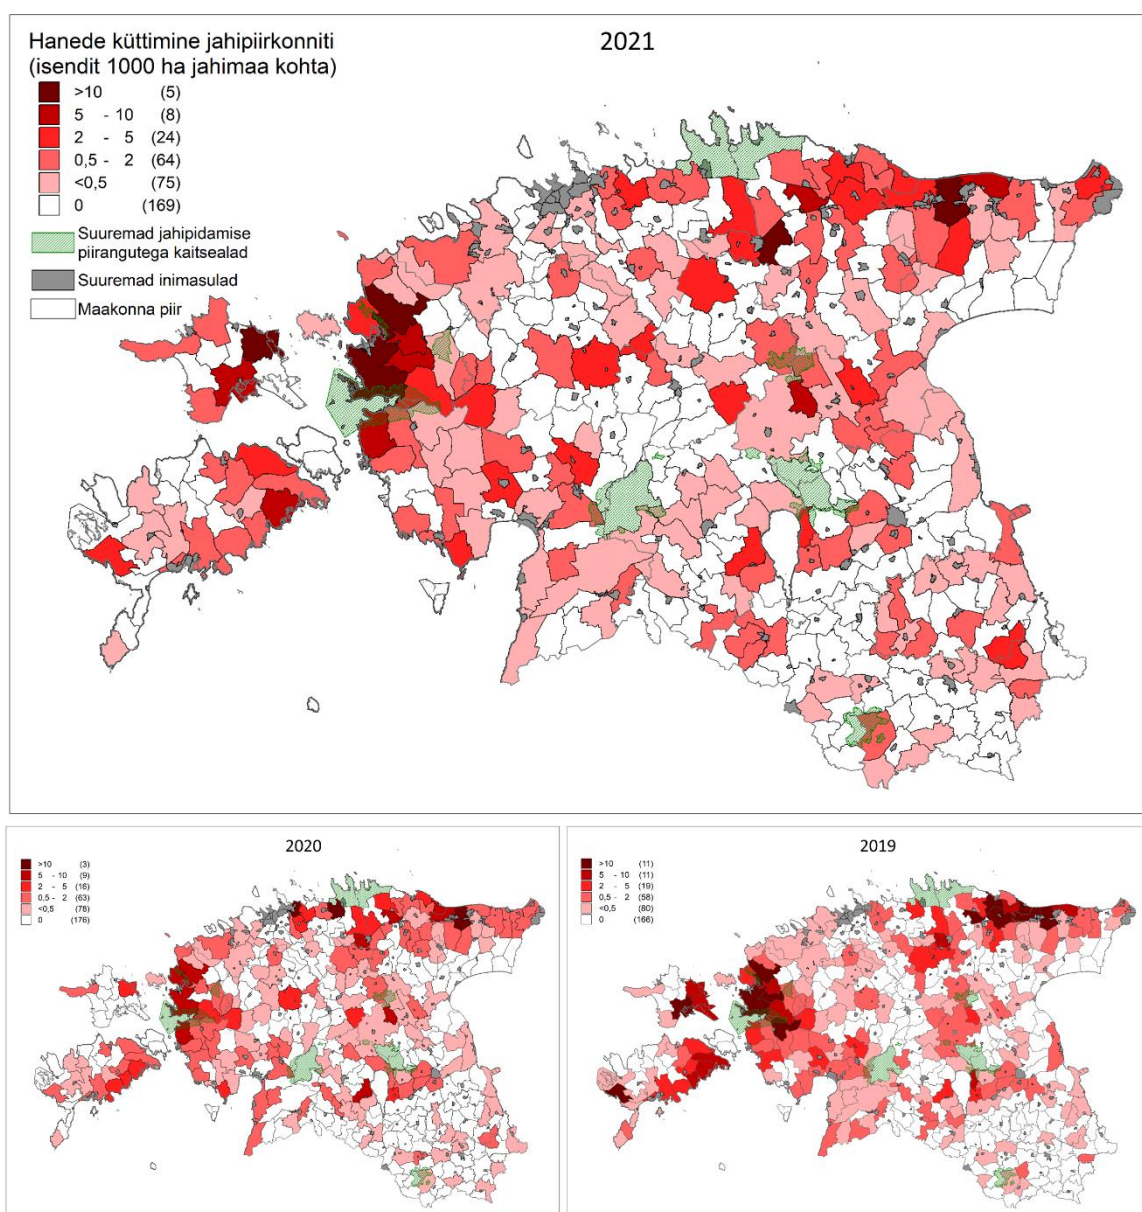 Hanede küttimine jahipiirkonniti
(isendit 1000 ha jahimaa kohta)
2021
>10 (5)
5 - 10 (8)
2 - 5 (24)
0,5 - 2 (64)
<0,5 (75)
0 (169)
Suuremad jahipidamise
piirangutega kaitsealad
Suuremad inimasulad
Maakonna piir
2020
>10 (3)
5 - 10 (9)
2 - 5 (16)
0,5 - 2 (63)
<0,5 (78)
0 (176)
2019
>10 (11)
5 - 10 (11)
2 - 5 (19)
0,5 - 2 (58)
<0,5 (80)
0 (166)